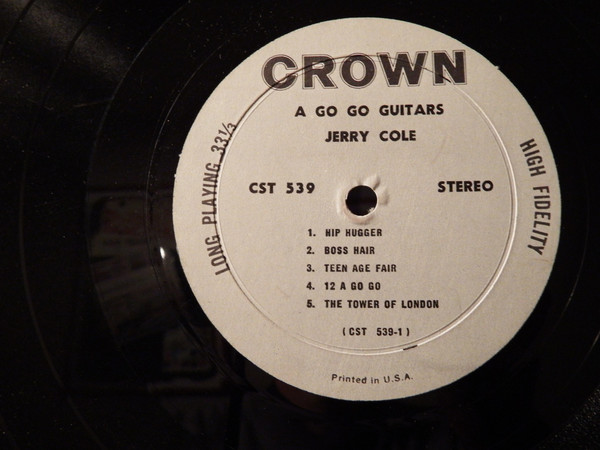 CROWN
A GO GO GUITARS
JERRY COLE
LONG PLAYING 33⅓
HIGH FIDELITY
CST 539
STEREO
1. HIP HUGGER
2. BOSS HAIR
3. TEEN AGE FAIR
4. 12 A GO GO
5. THE TOWER OF LONDON
(CST 539-1)
Printed in U.S.A.